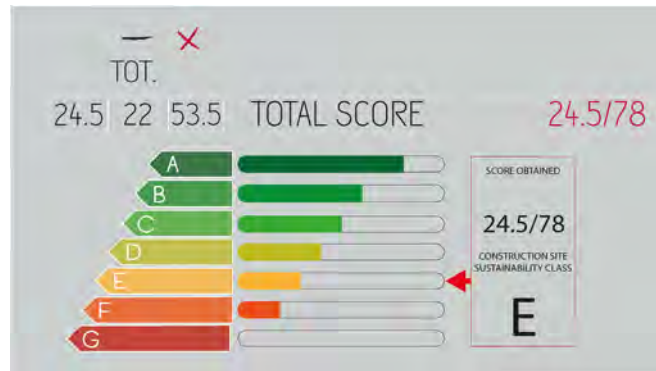 — ×
TOT.
24.5 | 22 | 53.5 TOTAL SCORE 24.5/78
A
B
C
D
E
F
G
SCORE OBTAINED
24.5/78
CONSTRUCTION SITE
SUSTAINABILITY CLASS
E